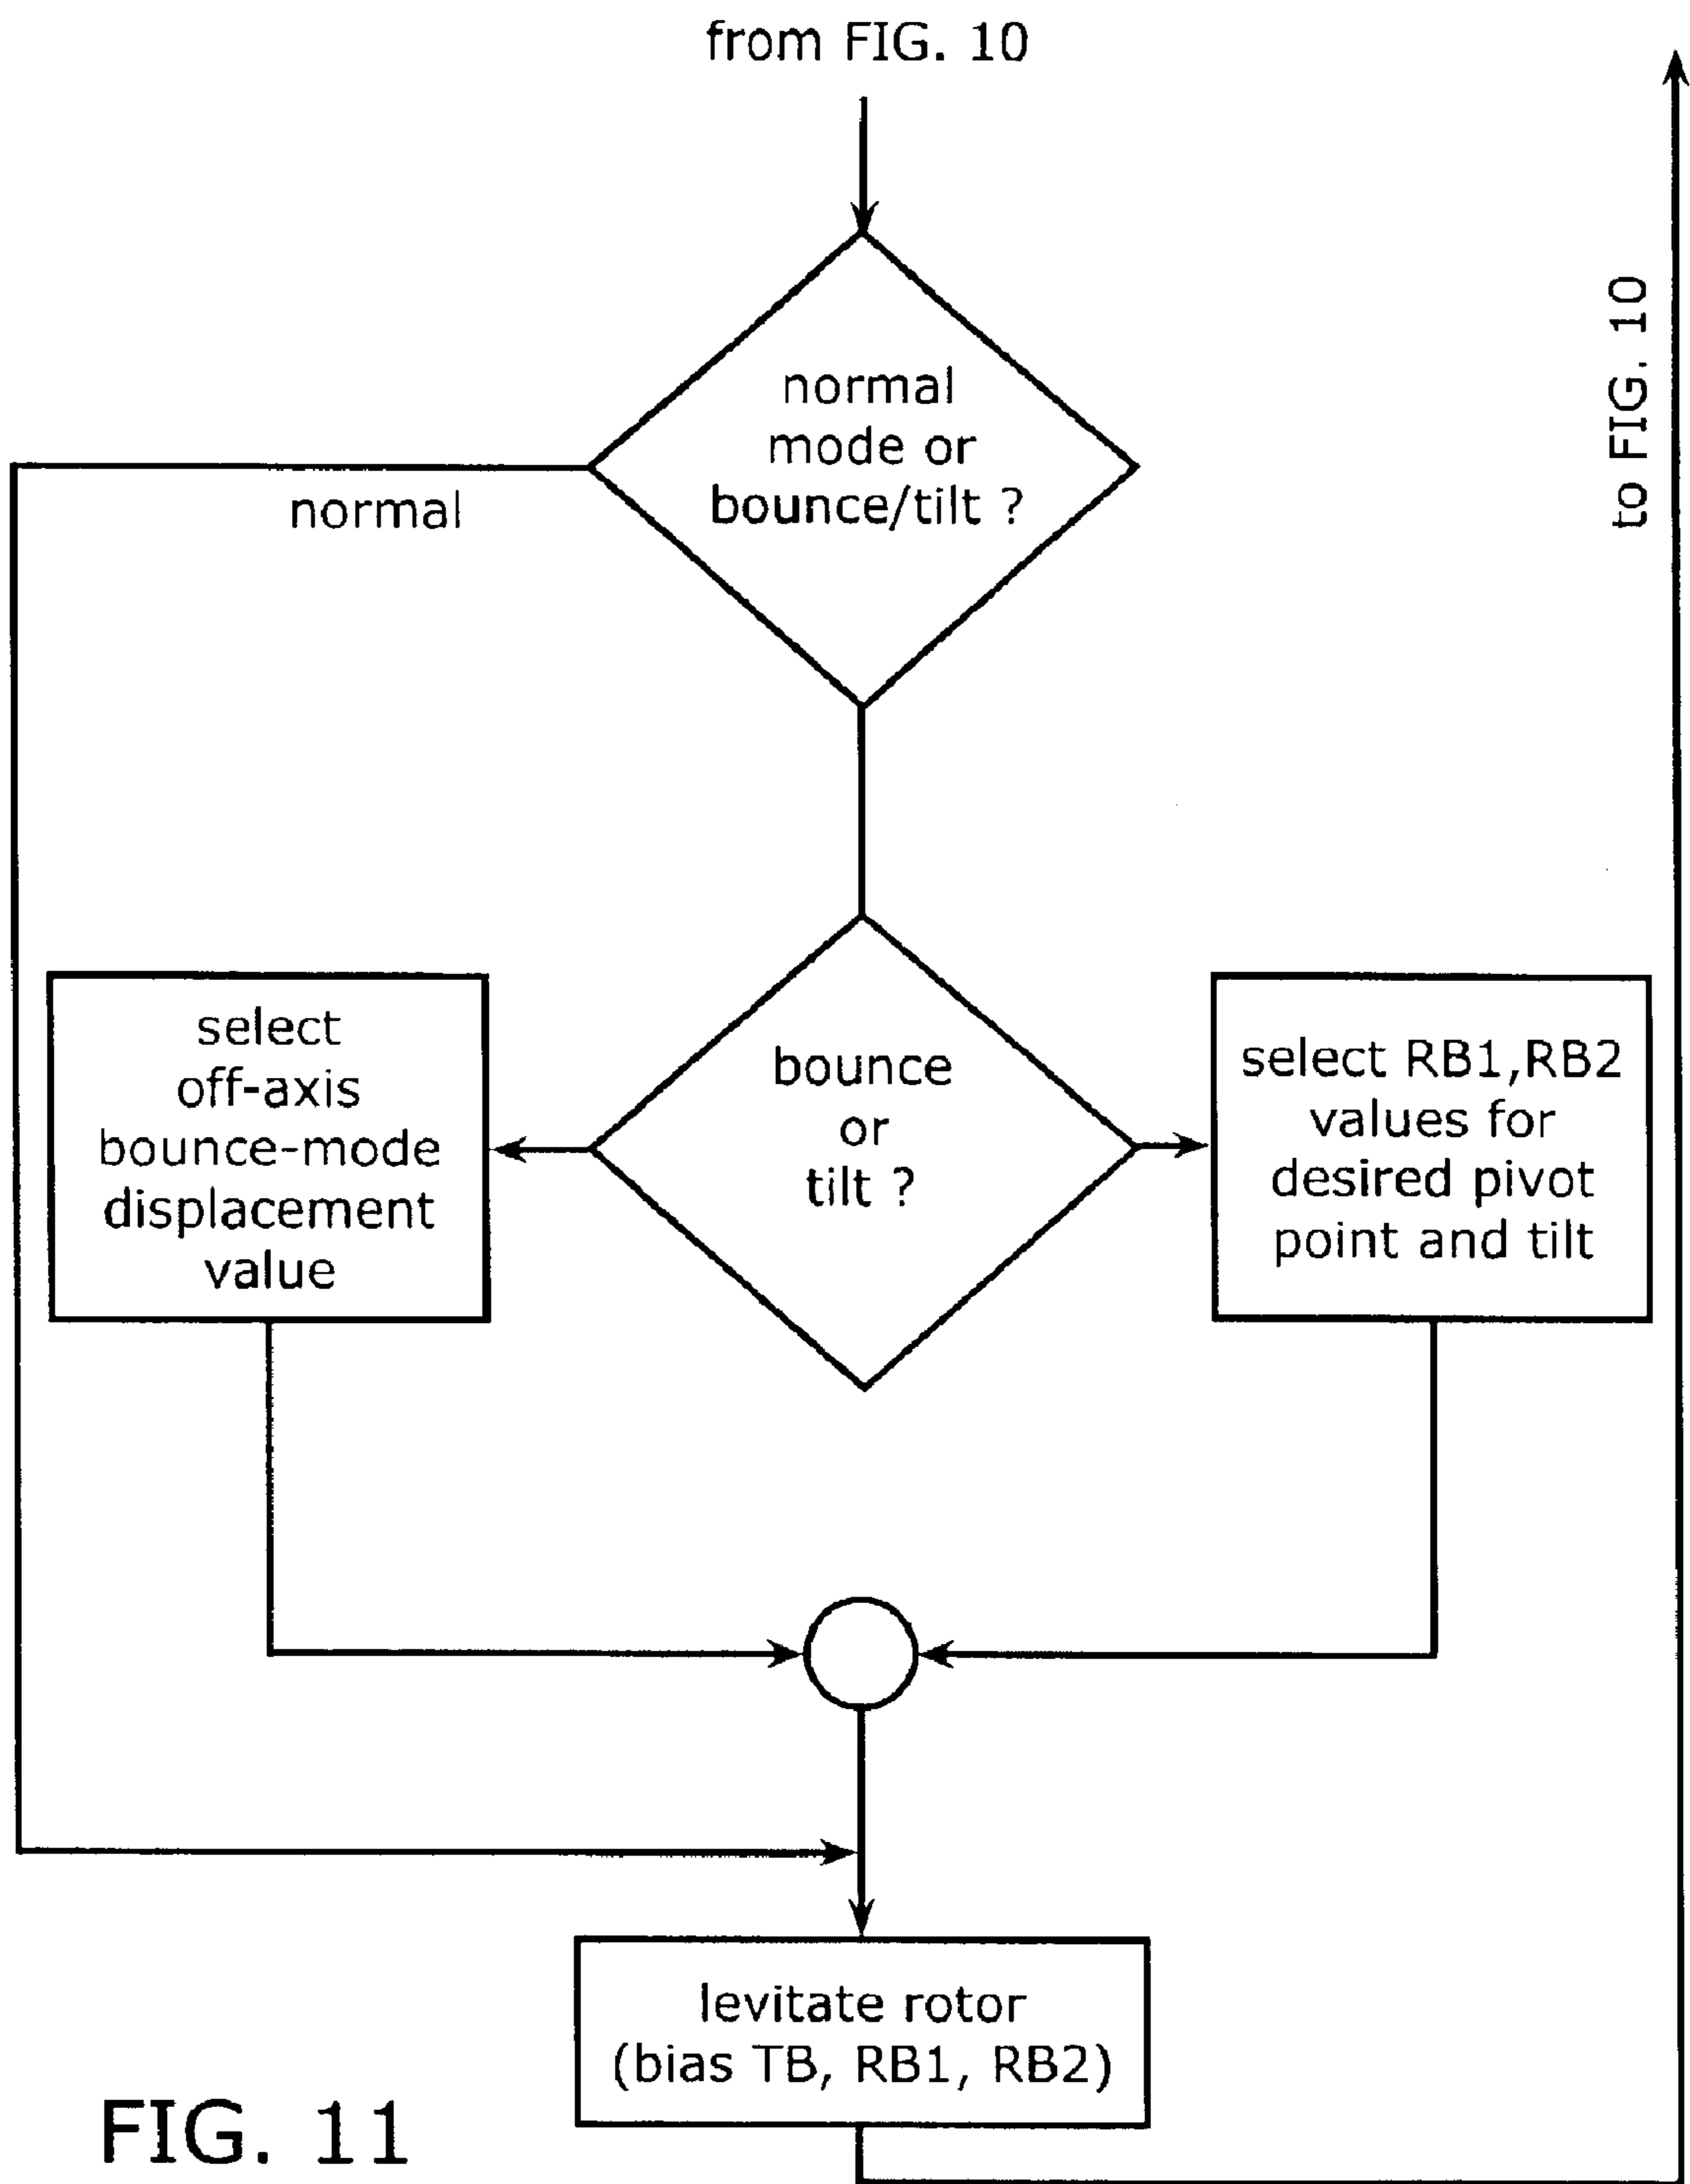 from FIG. 10
to FIG. 10
normal
mode or
bounce/tilt ?
normal
select
off-axis
bounce-mode
displacement
value
bounce
or
tilt ?
select RB1,RB2
values for
desired pivot
point and tilt
levitate rotor
(bias TB, RB1, RB2)
FIG. 11